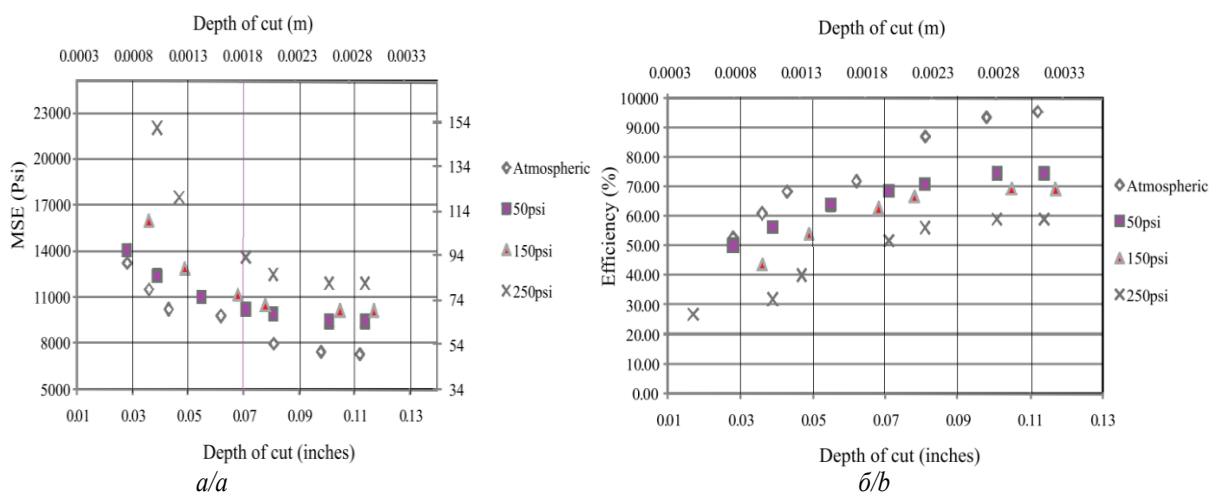 Depth of cut (m)
0.0003 0.0008 0.0013 0.0018 0.0023 0.0028 0.0033
MSE (Psi)
23000
20000
17000
14000
11000
8000
5000
154
134
114
94
74
54
34
0.01 0.03 0.05 0.07 0.09 0.11 0.13
Depth of cut (inches)
Atmospheric
50psi
150psi
250psi
а/a
Depth of cut (m)
0.0003 0.0008 0.0013 0.0018 0.0023 0.0028 0.0033
Efficiency (%)
10000
90.00
80.00
70.00
60.00
50.00
40.00
30.00
20.00
10.00
0.00
0.01 0.03 0.05 0.07 0.09 0.11 0.13
Depth of cut (inches)
Atmospheric
50psi
150psi
250psi
б/b